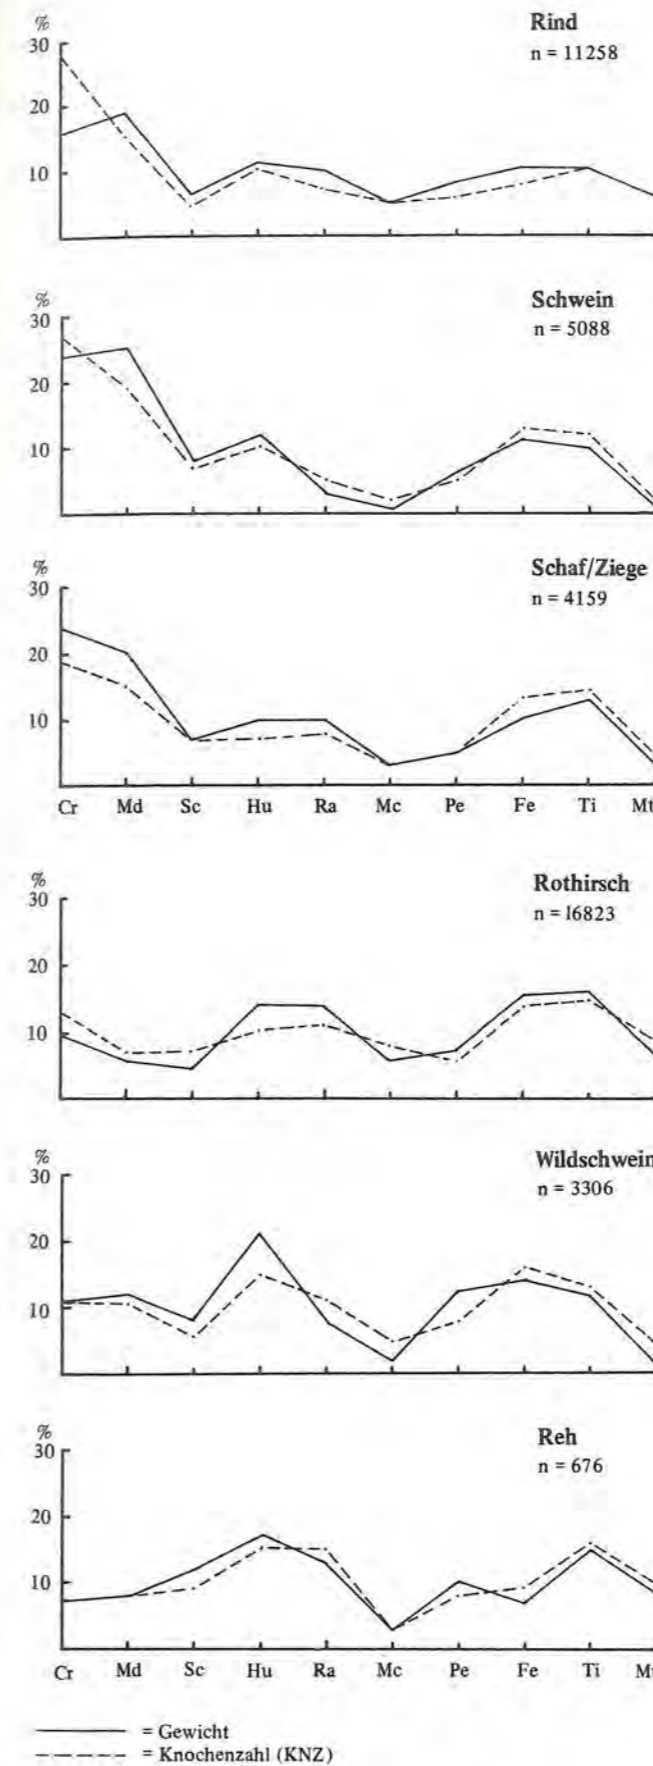 %
Rind
n = 11258
30
20
10
%
Schwein
n = 5088
30
20
10
%
Schaf/Ziege
n = 4159
30
20
10
Cr Md Sc Hu Ra Mc Pe Fe Ti Mt
%
Rothirsch
n = 16823
30
20
10
%
Wildschwein
n = 3306
30
20
10
%
Reh
n = 676
30
20
10
Cr Md Sc Hu Ra Mc Pe Fe Ti Mt
= Gewicht
= Knochenzahl (KNZ)